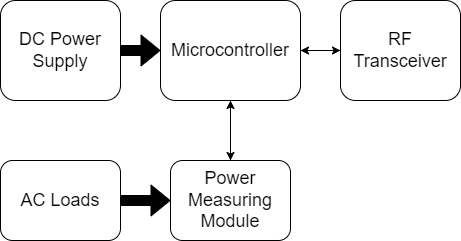 DC Power
Supply
Microcontroller
RF
Transceiver
AC Loads
Power
Measuring
Module